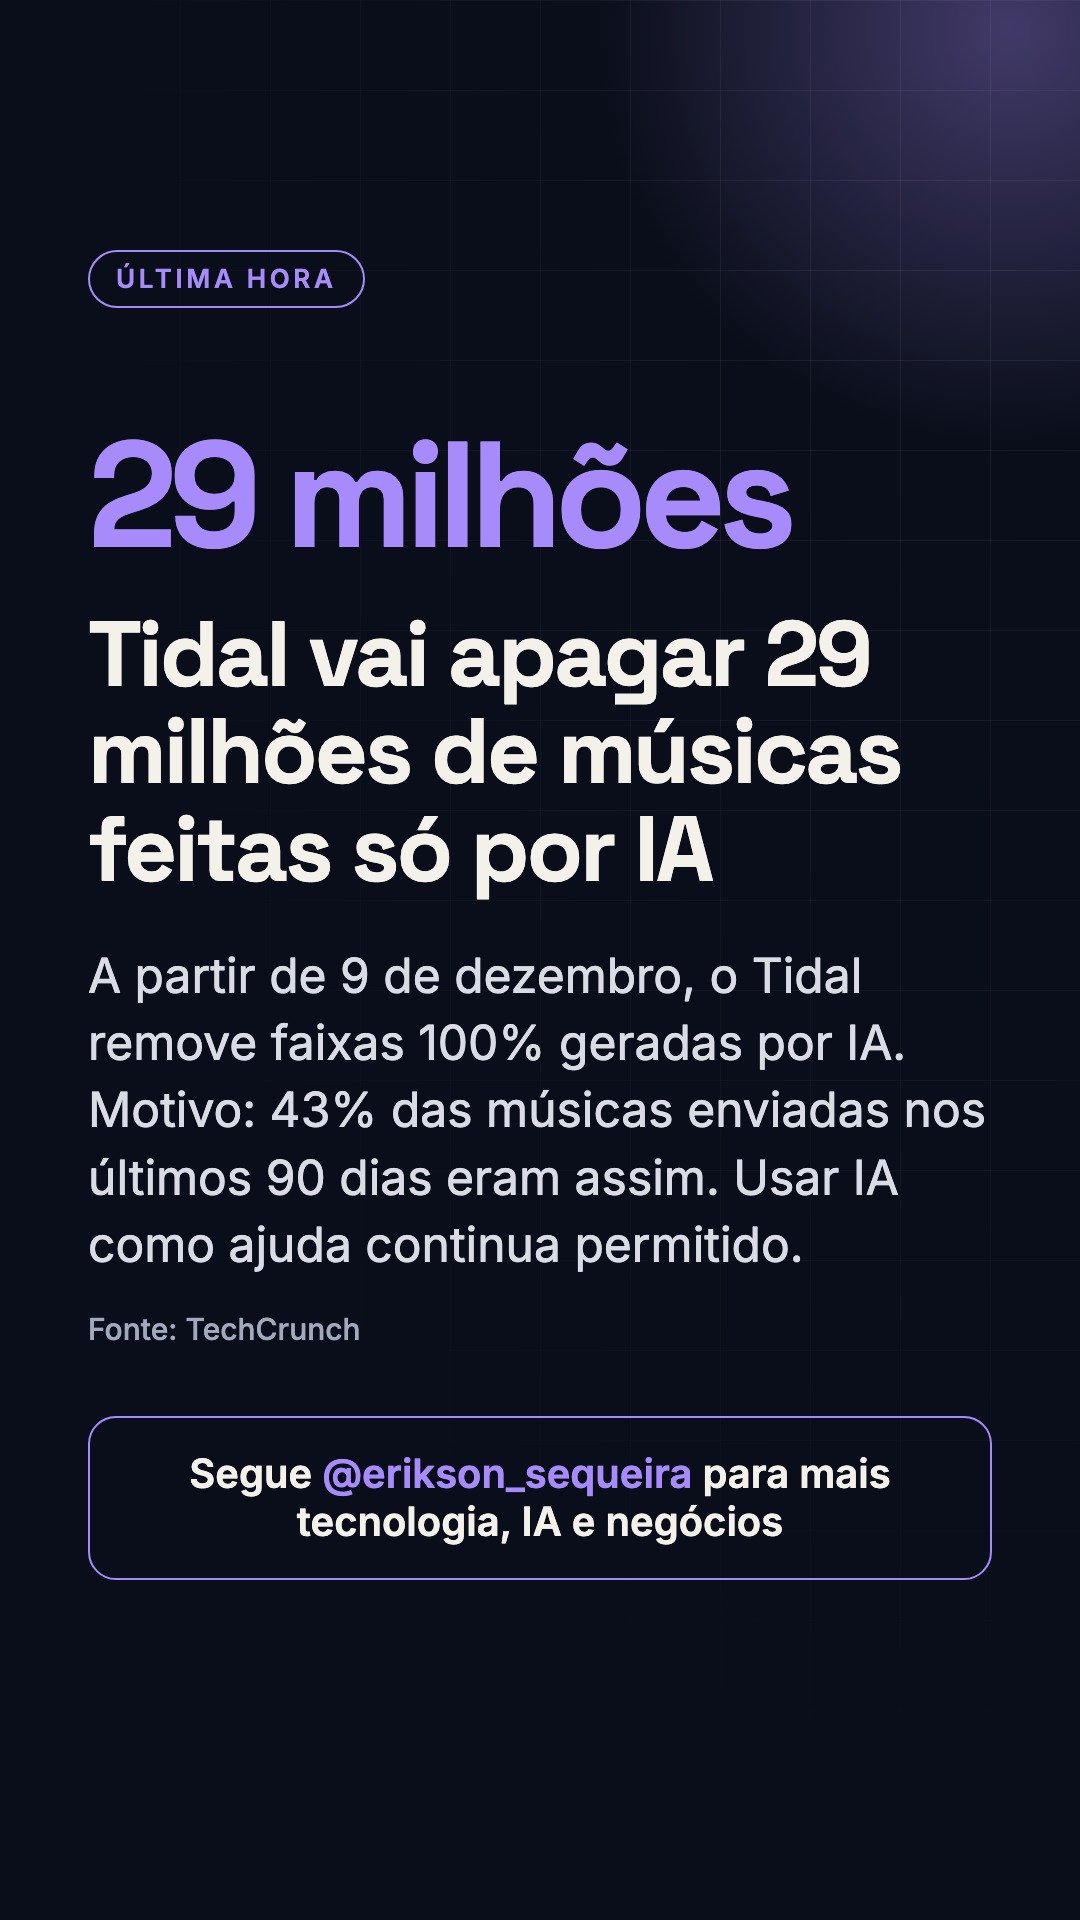 ÚLTIMA HORA
29 milhões
Tidal vai apagar 29
milhões de músicas
feitas só por IA
A partir de 9 de dezembro, o Tidal
remove faixas 100% geradas por IA.
Motivo: 43% das músicas enviadas nos
últimos 90 dias eram assim. Usar IA
como ajuda continua permitido.
Fonte: TechCrunch
Segue @erikson_sequeira para mais
tecnologia, IA e negócios